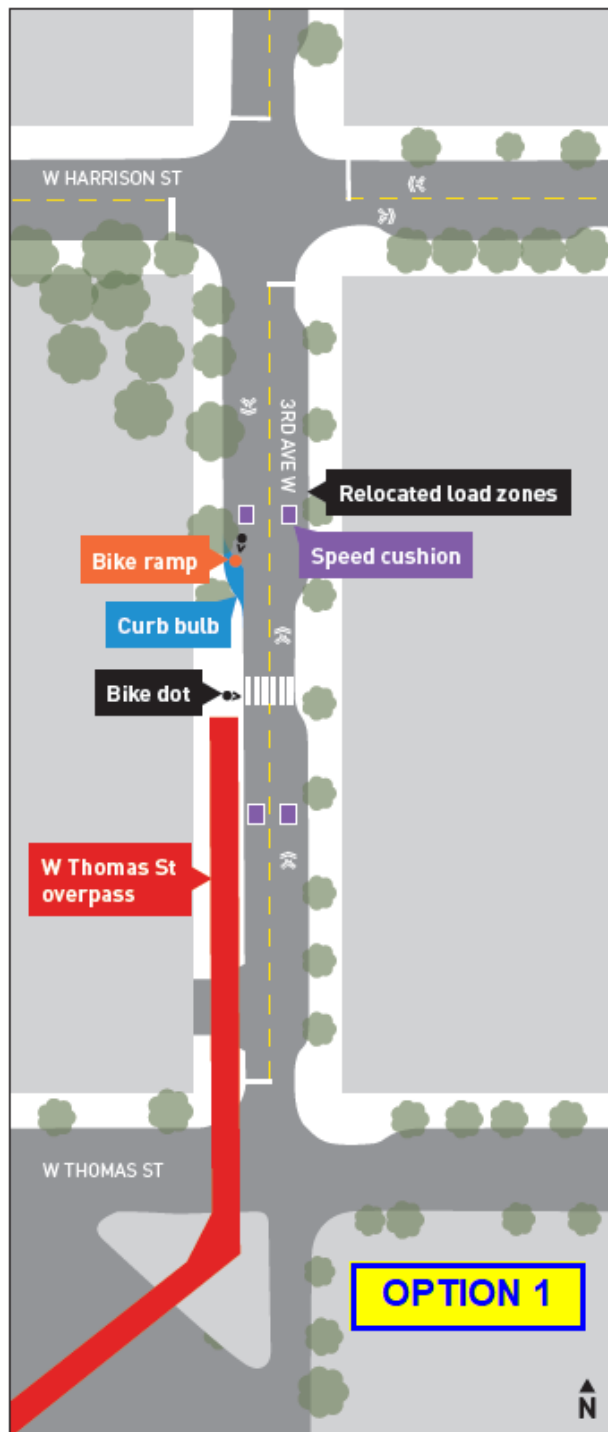 W HARRISON ST
3RD AVE W
Relocated load zones
Bike ramp
Speed cushion
Curb bulb
Bike dot
W Thomas St
overpass
W THOMAS ST
OPTION 1
N